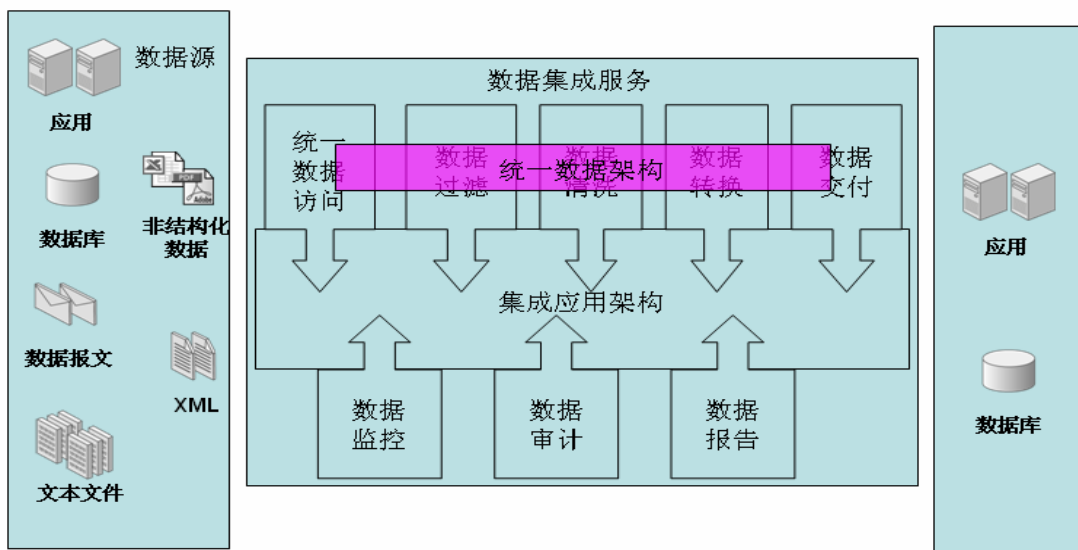 数据源
应用
数据库
非结构化
数据
数据报文
XML
文本文件
数据集成服务
统一
数据
访问
数据
过滤
数据
清洗
数据
转换
数据
交付
统一数据架构
集成应用架构
数据
监控
数据
审计
数据
报告
应用
数据库